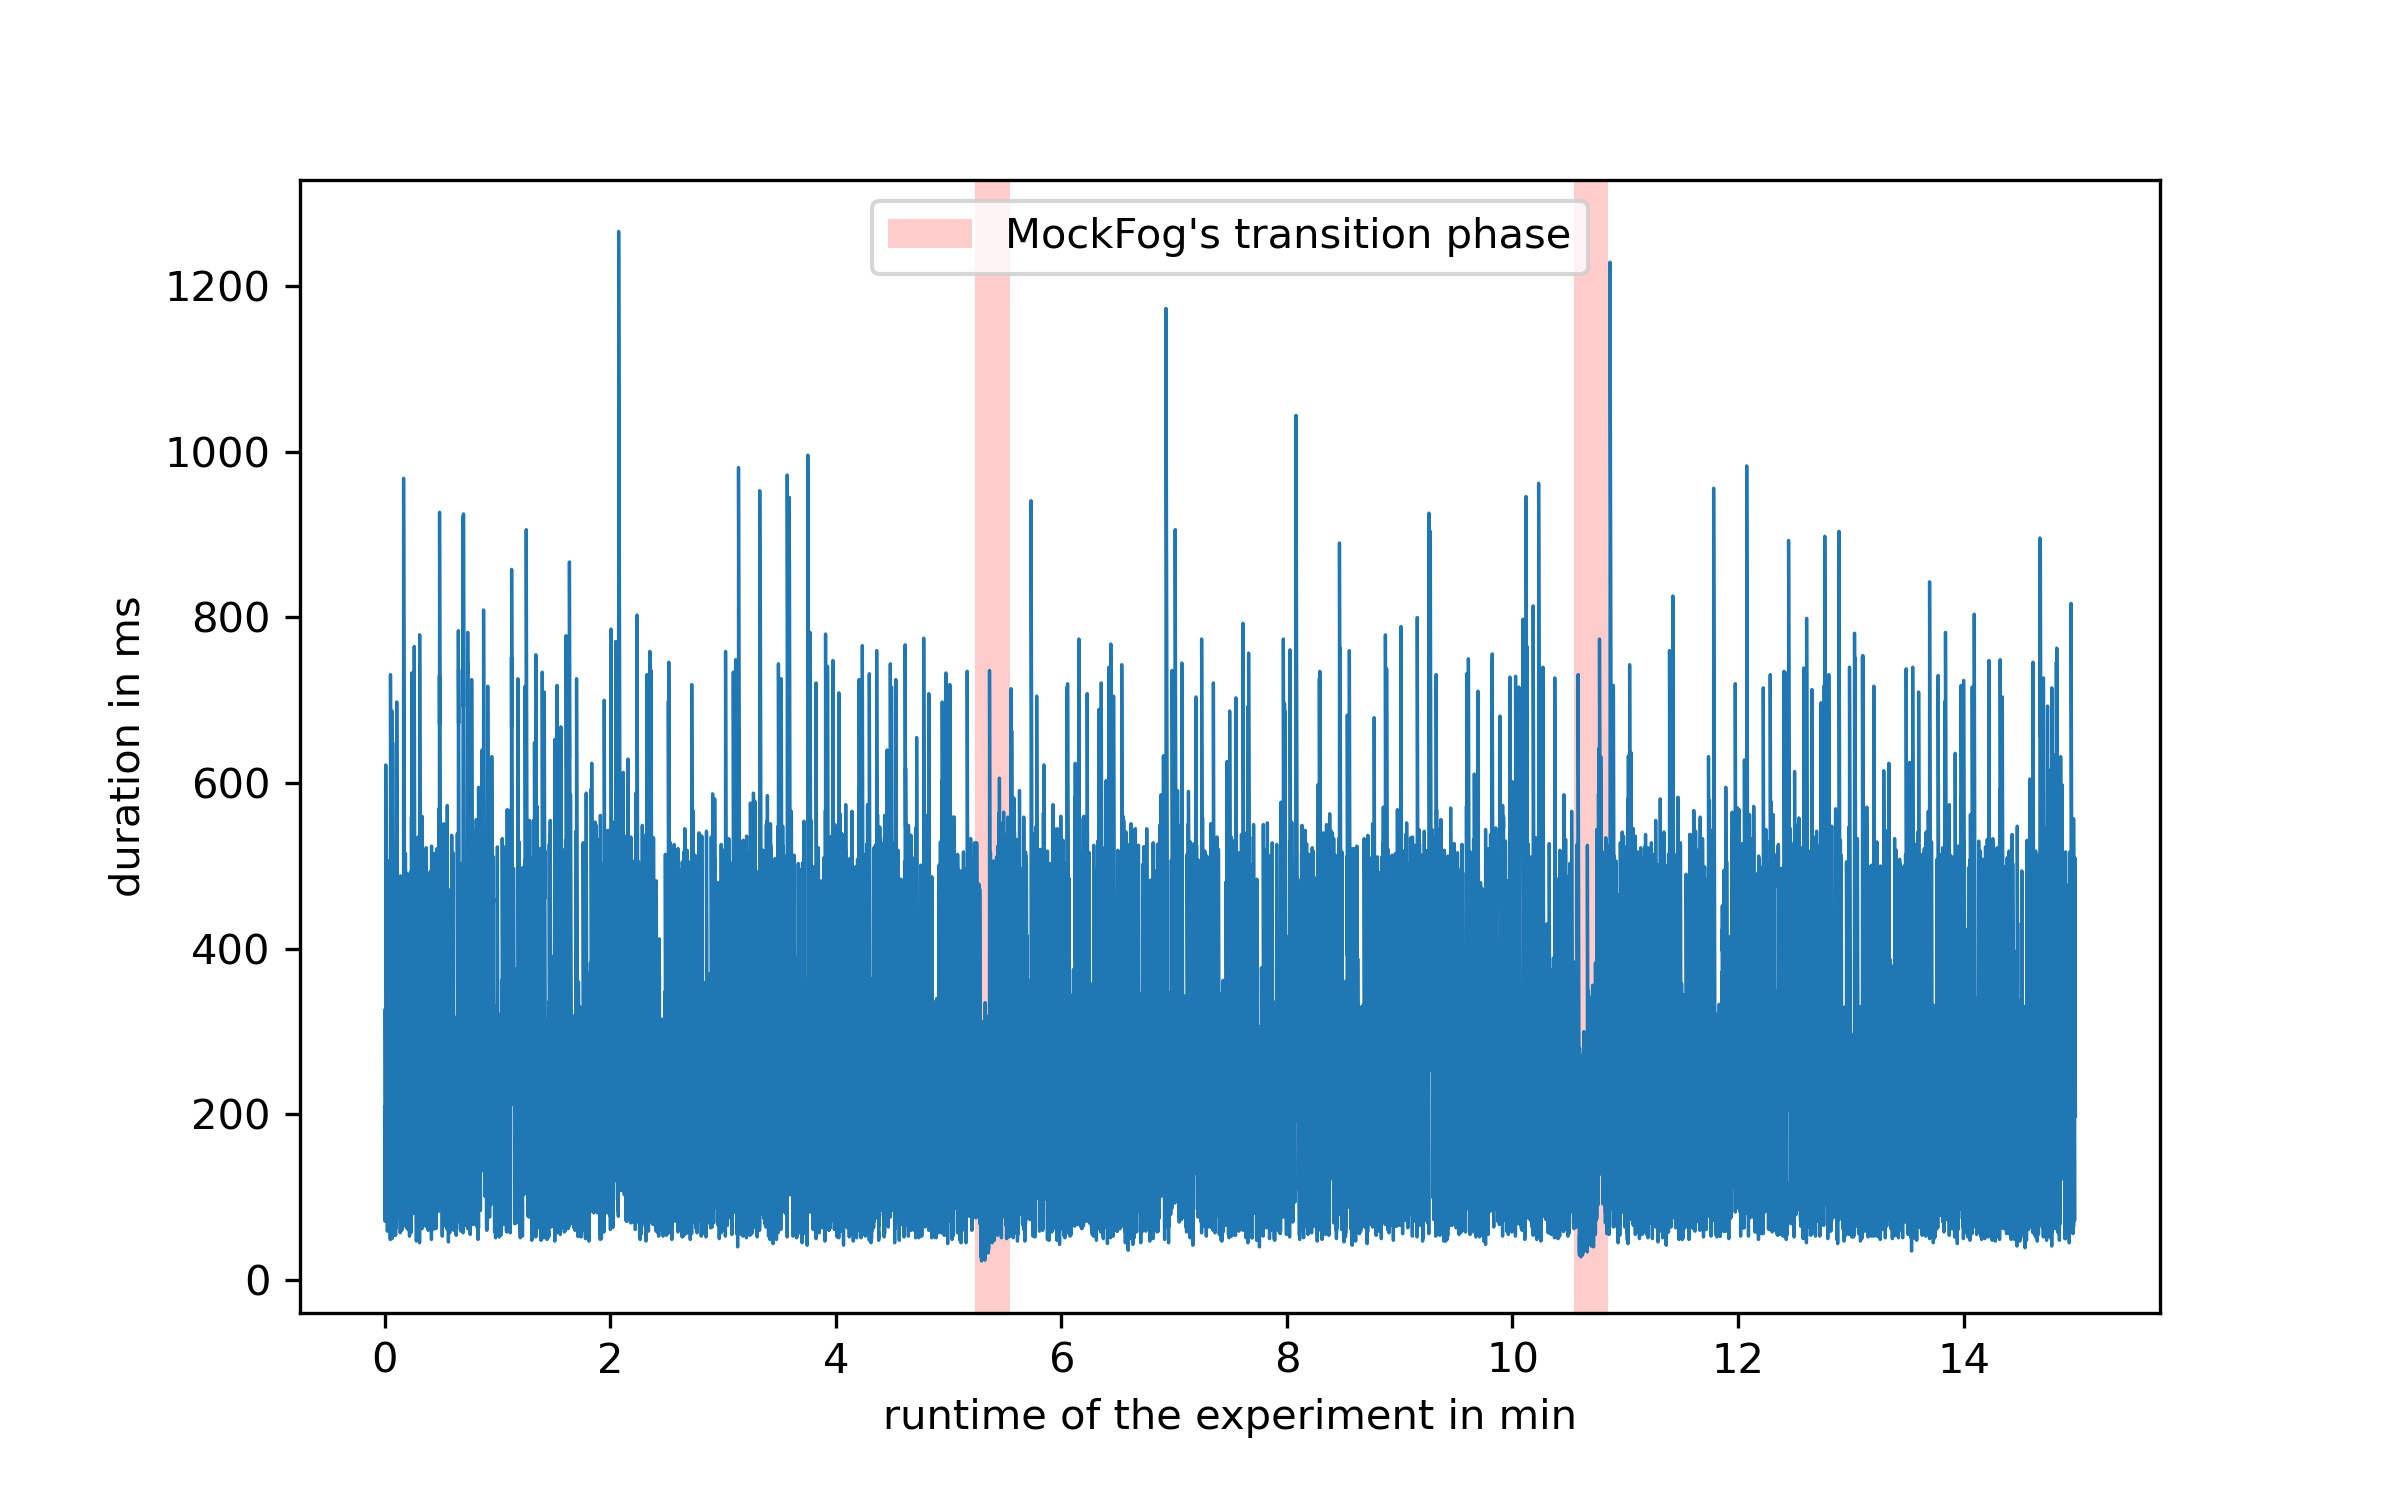 MockFog's transition phase
1200
1000
800
600
400
200
0
duration in ms
0 2 4 6 8 10 12 14
runtime of the experiment in min